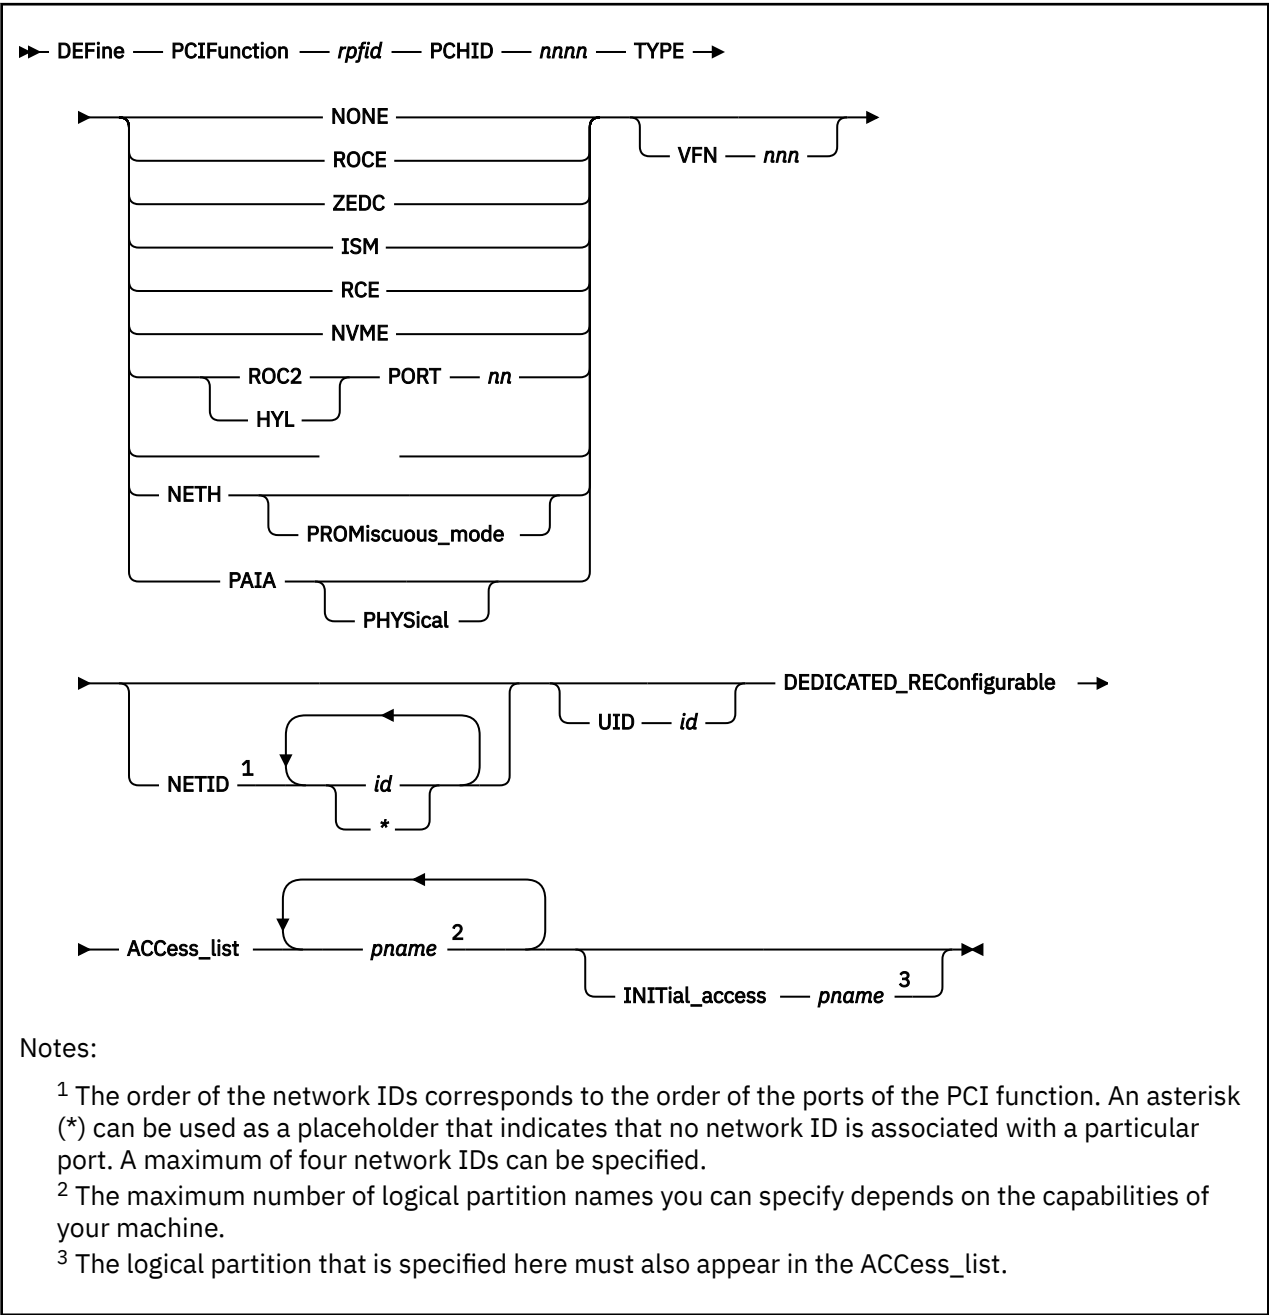 DEFine PCIFunction rpfid PCHID nnnn TYPE
NONE
VFN nnn
ROCE
ZEDC
ISM
RCE
NVME
ROC2 PORT nn
HYL
NETH
PROMiscuous_mode
PAIA
PHYSical
DEDICATED_REConfigurable
UID id
NETID 1 id
*
ACCess_list pname 2
INITial_access pname 3
Notes:
1 The order of the network IDs corresponds to the order of the ports of the PCI function. An asterisk
(*) can be used as a placeholder that indicates that no network ID is associated with a particular
port. A maximum of four network IDs can be specified.
2 The maximum number of logical partition names you can specify depends on the capabilities of
your machine.
3 The logical partition that is specified here must also appear in the ACCess_list.